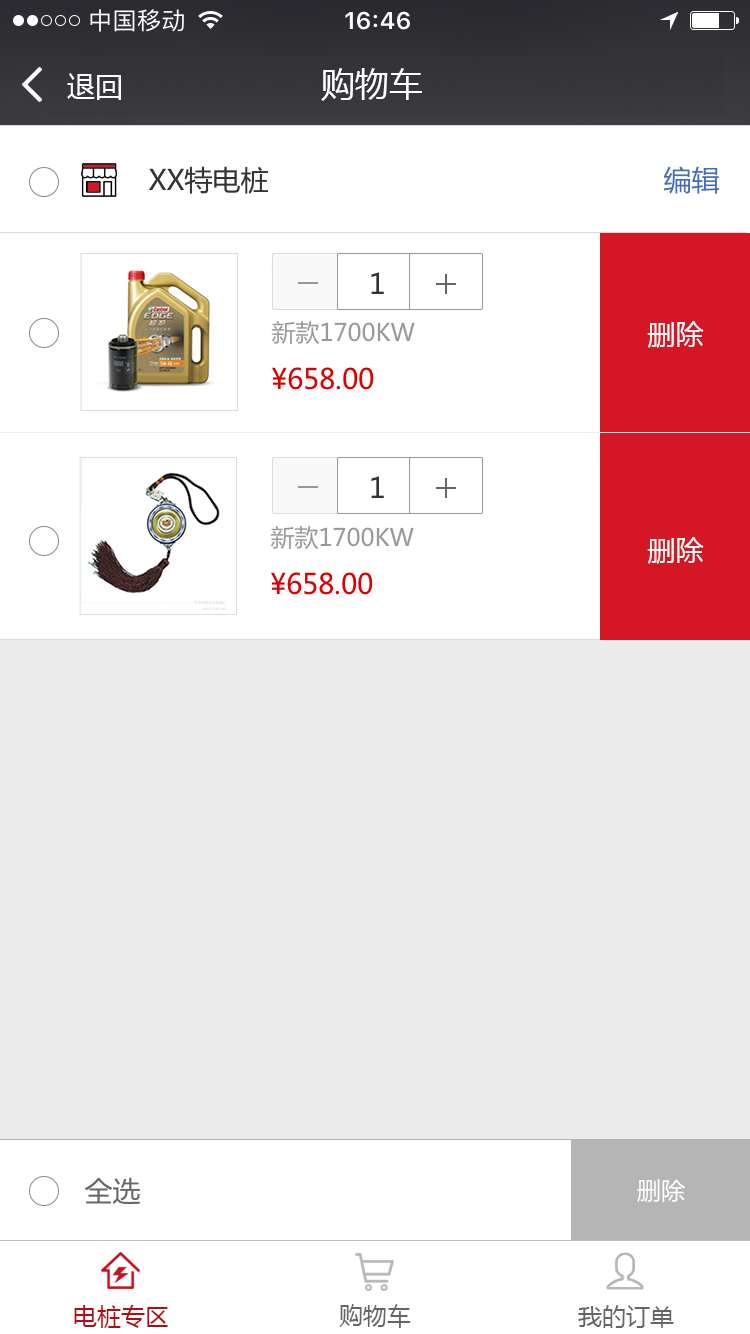 中国移动
16:46
退回
购物车
XX特电桩
编辑
1
新款1700KW
¥658.00
删除
Castrol
EDGE
1
新款1700KW
¥658.00
删除
全选
删除
电桩专区
购物车
我的订单